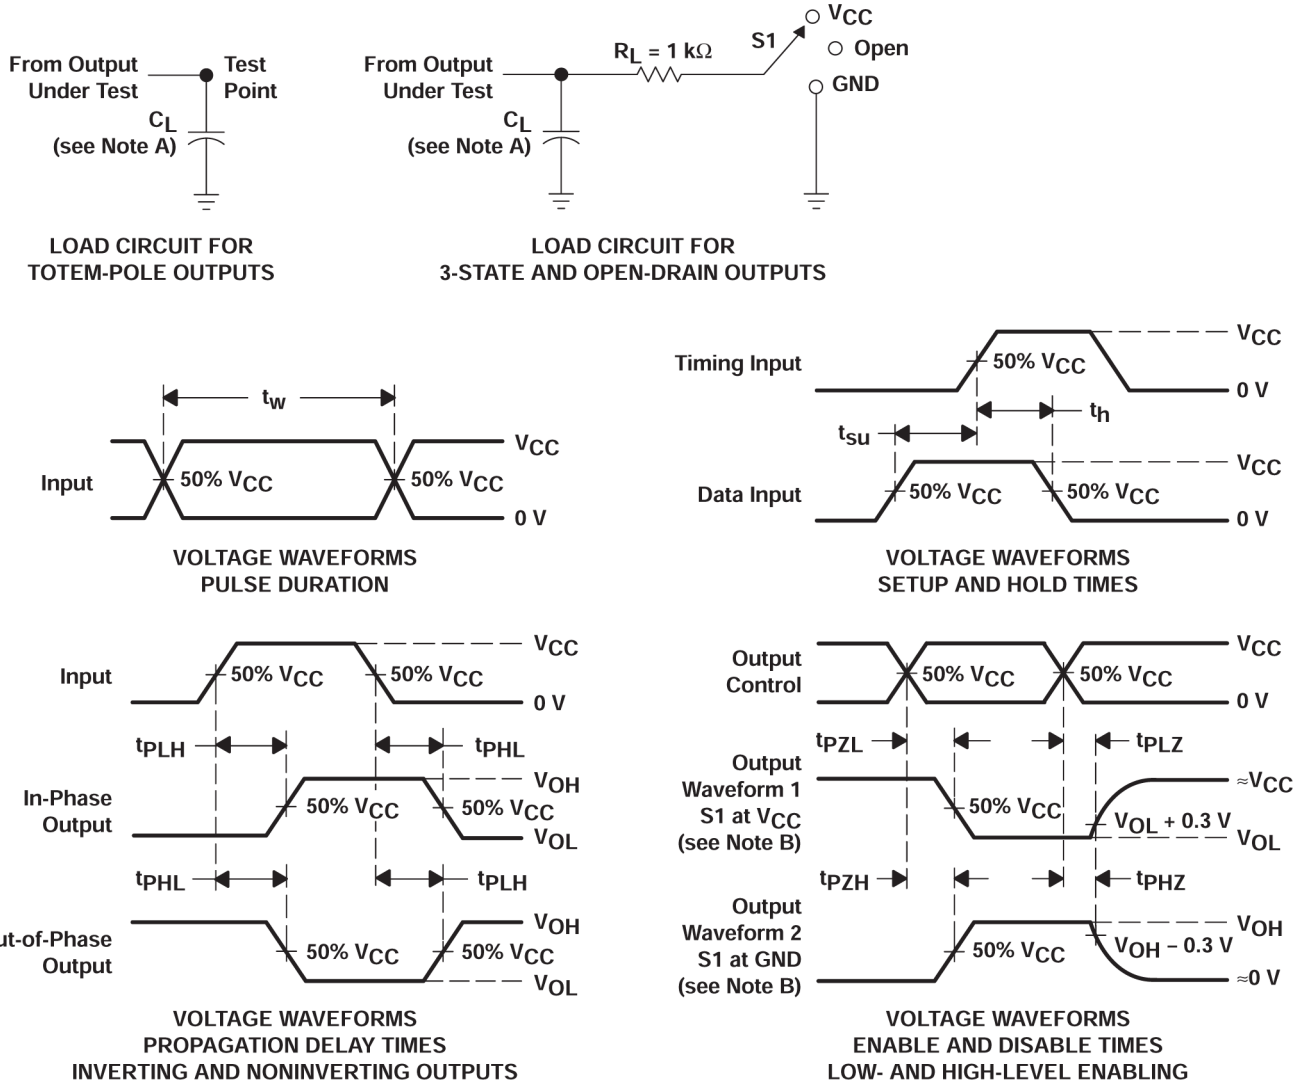 From Output
Under Test
Test
Point
CL
(see Note A)
LOAD CIRCUIT FOR
TOTEM-POLE OUTPUTS
From Output
Under Test
RL = 1 kΩ
S1
VCC
Open
GND
CL
(see Note A)
LOAD CIRCUIT FOR
3-STATE AND OPEN-DRAIN OUTPUTS
tw
Input
50% VCC
50% VCC
VCC
0 V
VOLTAGE WAVEFORMS
PULSE DURATION
Timing Input
50% VCC
VCC
0 V
th
tsu
Data Input
50% VCC
50% VCC
VCC
0 V
VOLTAGE WAVEFORMS
SETUP AND HOLD TIMES
Input
50% VCC
50% VCC
VCC
0 V
tPLH
tPHL
In-Phase
Output
50% VCC
50% VCC
VOH
VOL
tPHL
tPLH
ut-of-Phase
Output
50% VCC
50% VCC
VOH
VOL
VOLTAGE WAVEFORMS
PROPAGATION DELAY TIMES
INVERTING AND NONINVERTING OUTPUTS
Output
Control
50% VCC
50% VCC
VCC
0 V
tPZL
tPLZ
Output
Waveform 1
S1 at VCC
(see Note B)
50% VCC
VOL + 0.3 V
≈VCC
VOL
tPZH
tPHZ
Output
Waveform 2
S1 at GND
(see Note B)
50% VCC
VOH − 0.3 V
VOH
≈0 V
VOLTAGE WAVEFORMS
ENABLE AND DISABLE TIMES
LOW- AND HIGH-LEVEL ENABLING